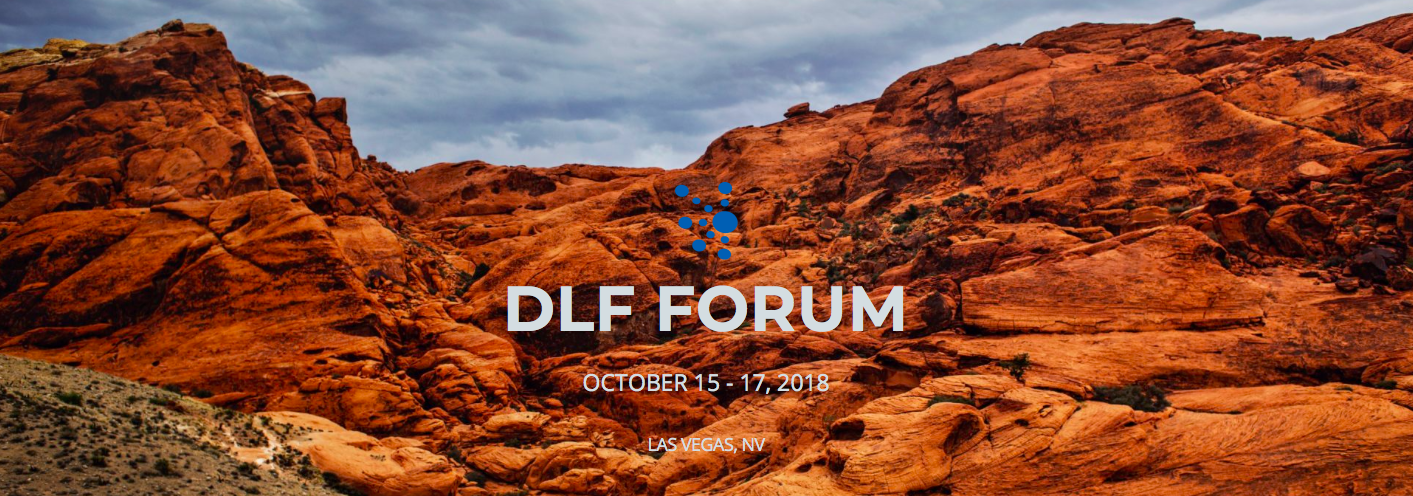 DLF FORUM
OCTOBER 15 - 17, 2018
LAS VEGAS, NV